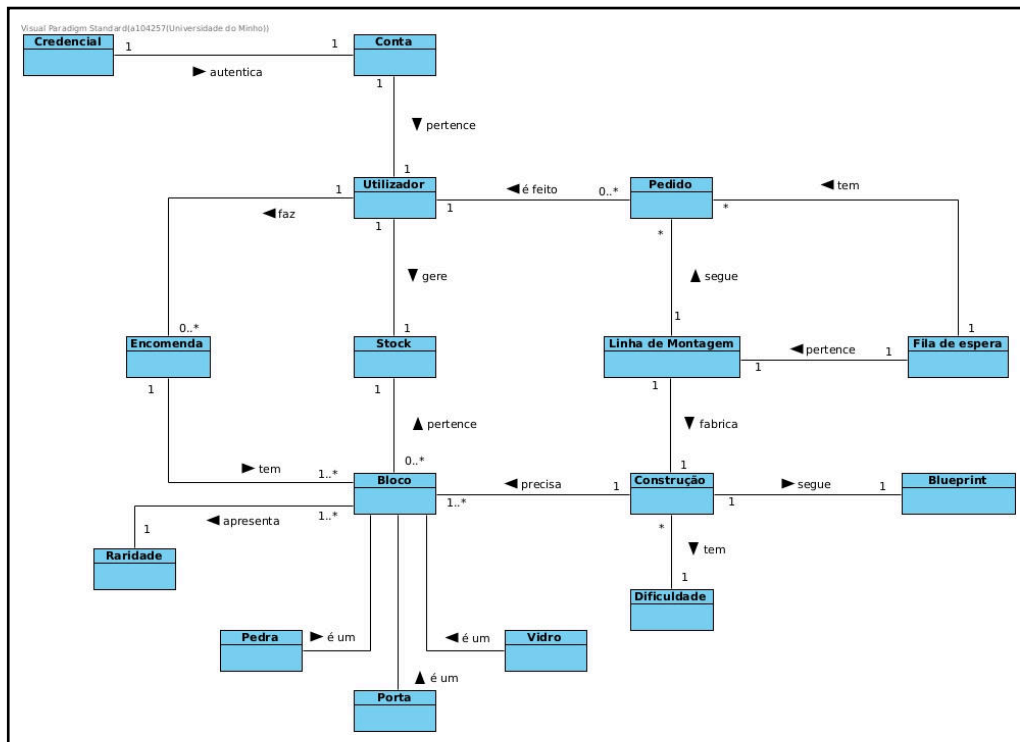 Visual Paradigm Standard(a104257(Universidade do Minho))
Credencial
1
1
Conta
autentica
1
pertence
1
1
Utilizador
é feito
0..*
Pedido
tem
faz
1
1
*
*
gere
segue
0..*
1
1
1
Encomenda
Stock
Linha de Montagem
pertence
1
Fila de espera
1
1
1
pertence
fabrica
0..*
1
tem
1..*
Bloco
precisa
1
Construção
segue
1
Blueprint
1..*
1
apresenta
1..*
*
1
tem
Raridade
1
Dificuldade
Pedra
é um
é um
Vidro
é um
Porta